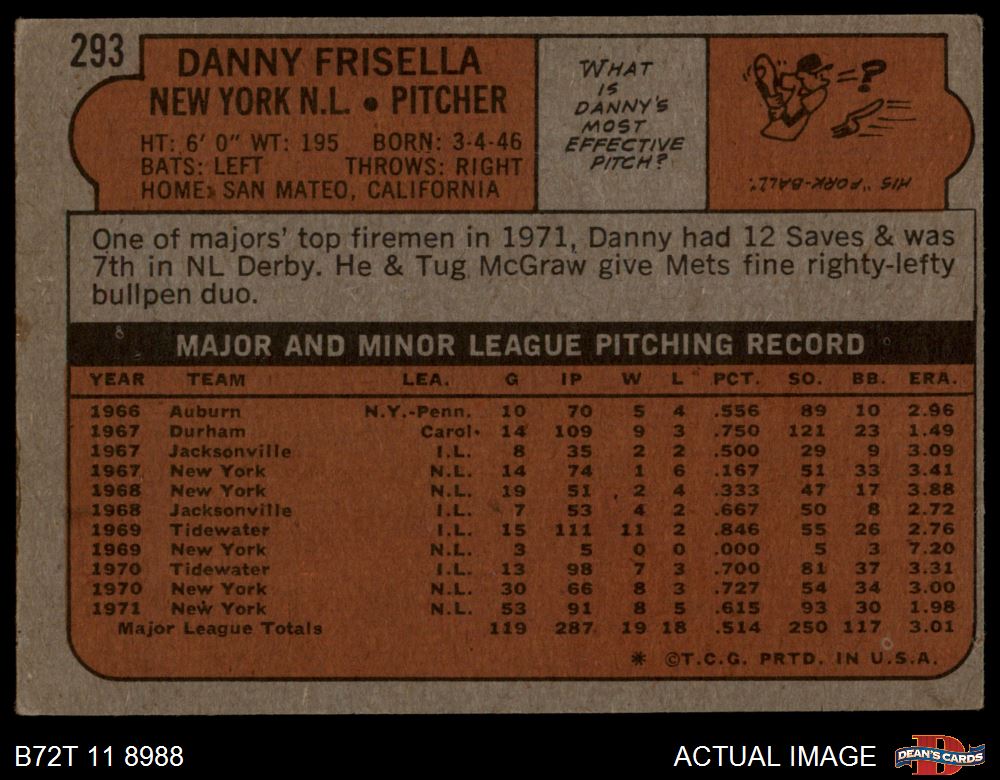 293
DANNY FRISELLA
NEW YORK N.L. • PITCHER
HT: 6' 0" WT: 195 BORN: 3-4-46
BATS: LEFT THROWS: RIGHT
HOME: SAN MATEO, CALIFORNIA
WHAT
IS
DANNY'S
MOST
EFFECTIVE
PITCH?
= ?
HIS "FORK-BALL."
One of majors' top firemen in 1971, Danny had 12 Saves & was
7th in NL Derby. He & Tug McGraw give Mets fine righty-lefty
bullpen duo.
MAJOR AND MINOR LEAGUE PITCHING RECORD
YEAR TEAM LEA. G IP W L PCT. SO. BB. ERA.
1966 Auburn N.Y.-Penn. 10 70 5 4 .556 89 10 2.96
1967 Durham Carol. 14 109 9 3 .750 121 23 1.49
1967 Jacksonville I.L. 8 35 2 2 .500 29 9 3.09
1967 New York N.L. 14 74 1 6 .167 51 33 3.41
1968 New York N.L. 19 51 2 4 .333 47 17 3.88
1968 Jacksonville I.L. 7 53 4 2 .667 50 8 2.72
1969 Tidewater I.L. 15 111 11 2 .846 55 26 2.76
1969 New York N.L. 3 5 0 0 .000 5 3 7.20
1970 Tidewater I.L. 13 98 7 3 .700 81 37 3.31
1970 New York N.L. 30 66 8 3 .727 54 34 3.00
1971 New York N.L. 53 91 8 5 .615 93 30 1.98
Major League Totals 119 287 19 18 .514 250 117 3.01
* ©T.C.G. PRTD. IN U.S.A.
B72T 11 8988
ACTUAL IMAGE
D
DEAN'S CARDS